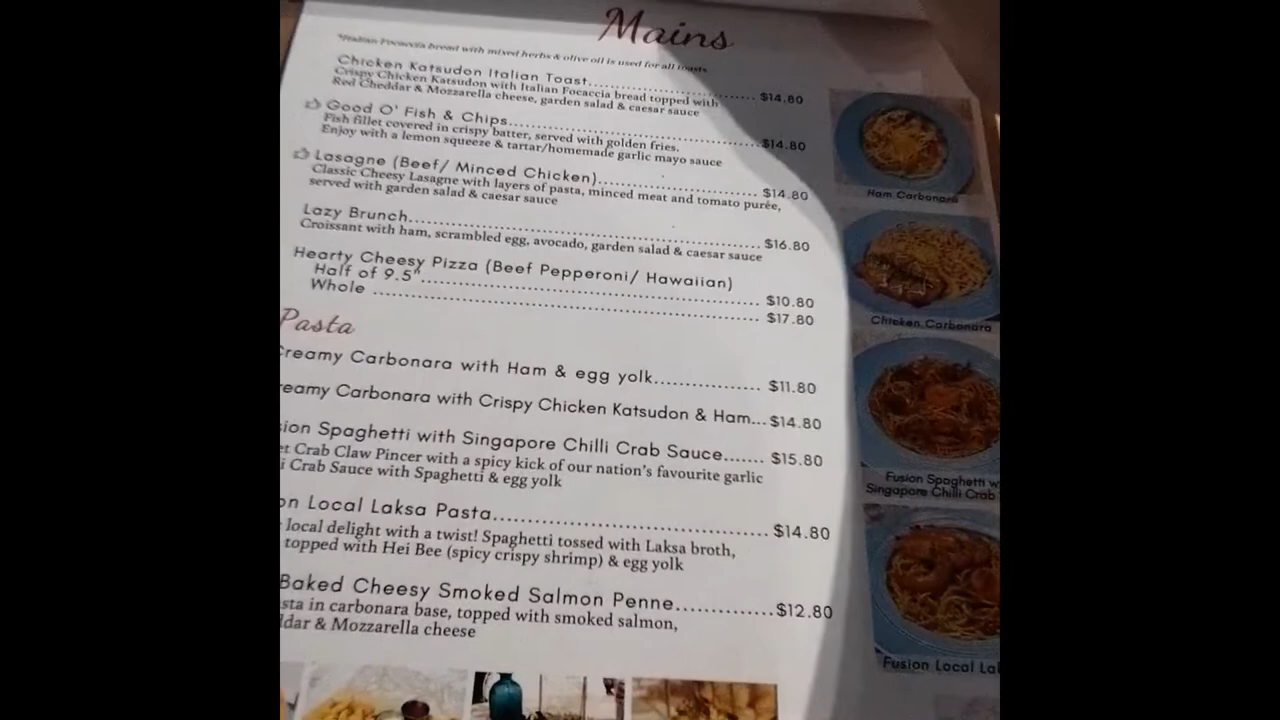 Mains
*Italian Focaccia bread with mixed herbs & olive oil is used for all toasts
Chicken Katsudon Italian Toast.......................... $14.80
Crispy Chicken Katsudon with Italian Focaccia bread topped with
Red Cheddar & Mozzarella cheese, garden salad & caesar sauce
Good O' Fish & Chips.......................................$14.80
Fish fillet covered in crispy batter, served with golden fries.
Enjoy with a lemon squeeze & tartar/homemade garlic mayo sauce
Lasagne (Beef/ Minced Chicken)......................... $14.80
Classic Cheesy Lasagne with layers of pasta, minced meat and tomato purée,
served with garden salad & caesar sauce
Lazy Brunch...................................................... $16.80
Croissant with ham, scrambled egg, avocado, garden salad & caesar sauce
Hearty Cheesy Pizza (Beef Pepperoni/ Hawaiian)
Half of 9.5"...................................................... $10.80
Whole ............................................................ $17.80
Pasta
Creamy Carbonara with Ham & egg yolk................ $11.80
eamy Carbonara with Crispy Chicken Katsudon & Ham... $14.80
sion Spaghetti with Singapore Chilli Crab Sauce....... $15.80
et Crab Claw Pincer with a spicy kick of our nation's favourite garlic
i Crab Sauce with Spaghetti & egg yolk
on Local Laksa Pasta....................................... $14.80
local delight with a twist! Spaghetti tossed with Laksa broth,
topped with Hei Bee (spicy crispy shrimp) & egg yolk
Baked Cheesy Smoked Salmon Penne..............$12.80
sta in carbonara base, topped with smoked salmon,
ldar & Mozzarella cheese
Ham Carbonara
Chicken Carbonara
Fusion Spaghetti w
Singapore Chilli Crab
Fusion Local La